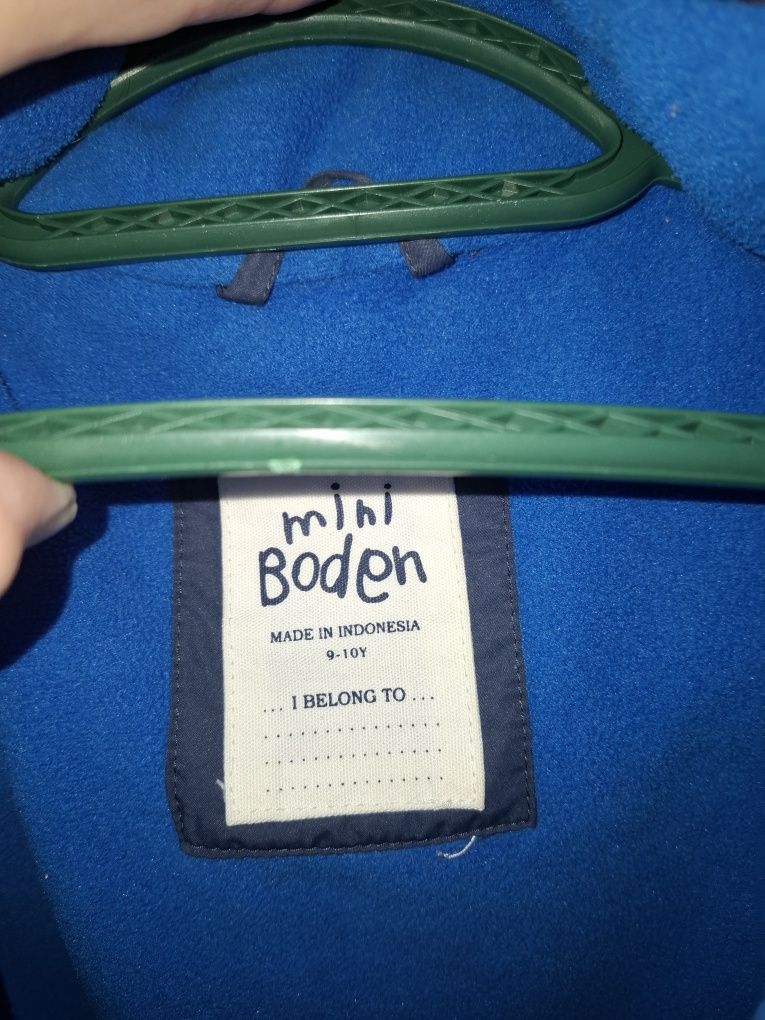 mini
Boden
MADE IN INDONESIA
9-10Y
... I BELONG TO ...